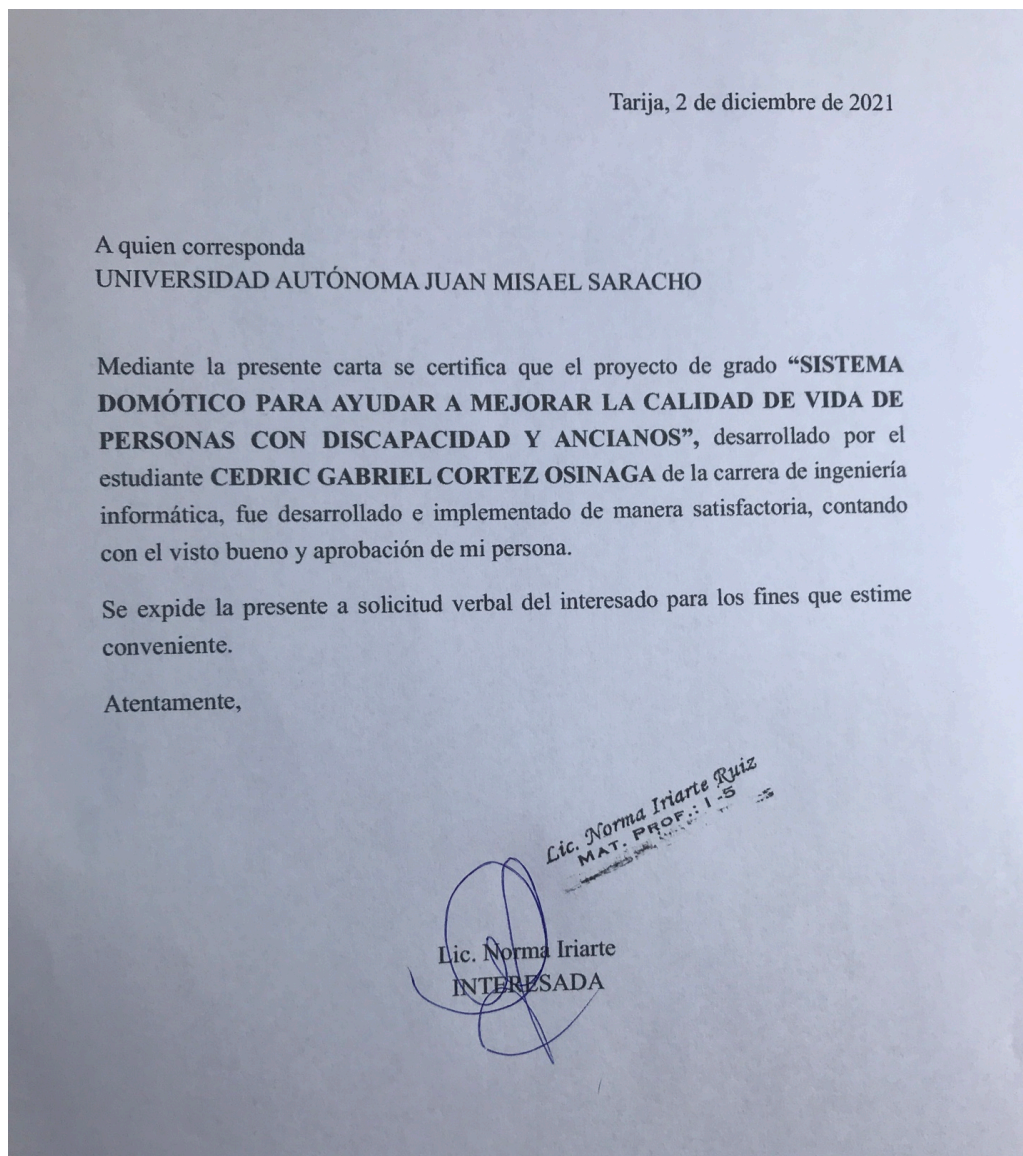 Tarija, 2 de diciembre de 2021
A quien corresponda
UNIVERSIDAD AUTÓNOMA JUAN MISAEL SARACHO
Mediante la presente carta se certifica que el proyecto de grado “SISTEMA
DOMÓTICO PARA AYUDAR A MEJORAR LA CALIDAD DE VIDA DE
PERSONAS CON DISCAPACIDAD Y ANCIANOS”, desarrollado por el
estudiante CEDRIC GABRIEL CORTEZ OSINAGA de la carrera de ingeniería
informática, fue desarrollado e implementado de manera satisfactoria, contando
con el visto bueno y aprobación de mi persona.
Se expide la presente a solicitud verbal del interesado para los fines que estime
conveniente.
Atentamente,
Lic. Norma Iriarte Ruiz
MAT. PROF.: I-5
Lic. Norma Iriarte
INTERESADA